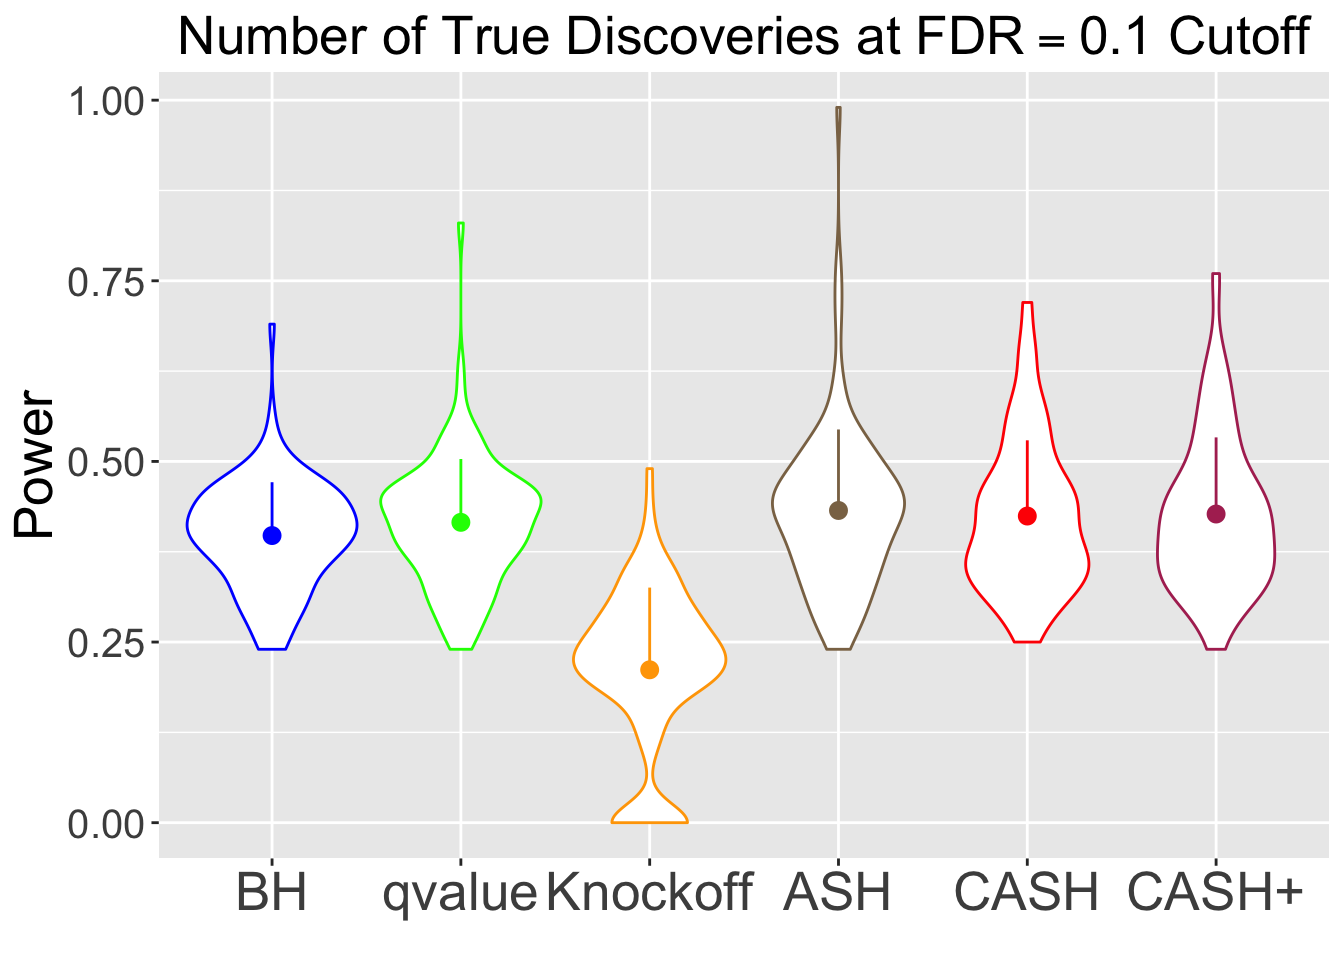 Number of True Discoveries at FDR = 0.1 Cutoff
1.00
0.75
0.50
0.25
0.00
Power
BH qvalue Knockoff ASH CASH CASH+